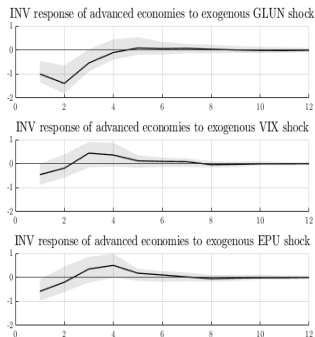 INV response of advanced economies to exogenous GLUN shock
1
0
-1
-2
0 2 4 6 8 10 12
INV response of advanced economies to exogenous VIX shock
1
0
-1
-2
0 2 4 6 8 10 12
INV response of advanced economies to exogenous EPU shock
1
0
-1
-2
0 2 4 6 8 10 12